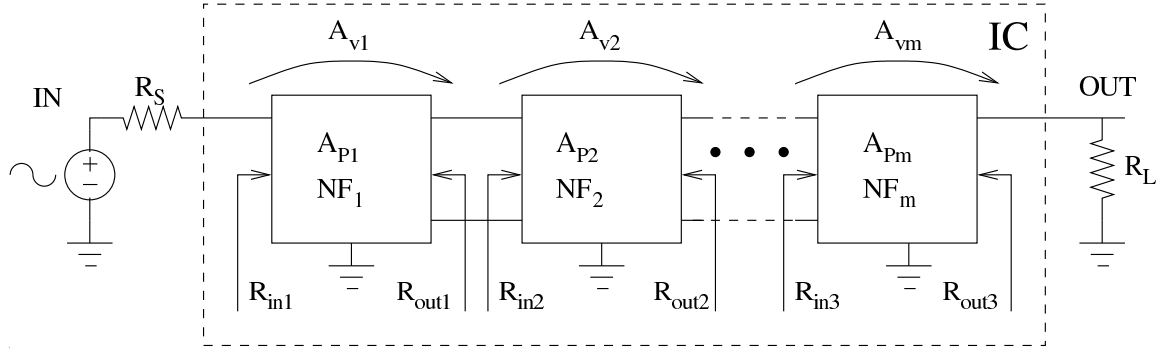 A_v1 A_v2 A_vm IC
IN R_S OUT
A_P1 A_P2 A_Pm
+
− NF_1 NF_2 NF_m R_L
R_in1 R_out1 R_in2 R_out2 R_in3 R_out3